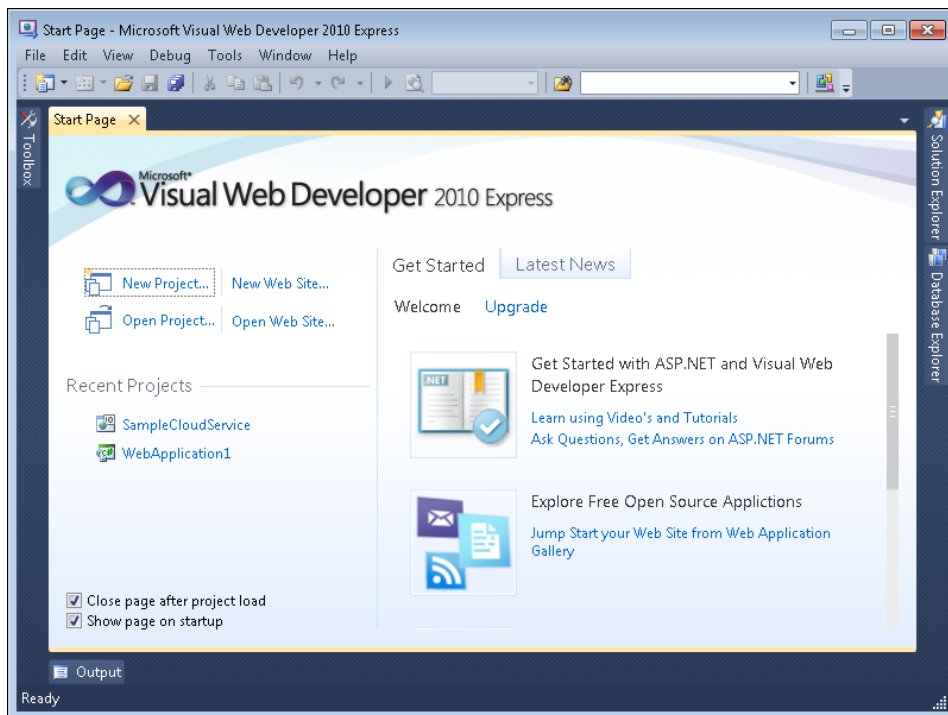 Start Page - Microsoft Visual Web Developer 2010 Express
File Edit View Debug Tools Window Help
Toolbox
Start Page
Solution Explorer
Database Explorer
Microsoft
Visual Web Developer 2010 Express
New Project... New Web Site...
Open Project... Open Web Site...
Recent Projects
SampleCloudService
WebApplication1
Close page after project load
Show page on startup
Get Started Latest News
Welcome Upgrade
.NET
Get Started with ASP.NET and Visual Web
Developer Express
Learn using Video's and Tutorials
Ask Questions, Get Answers on ASP.NET Forums
Explore Free Open Source Applictions
Jump Start your Web Site from Web Application
Gallery
Output
Ready